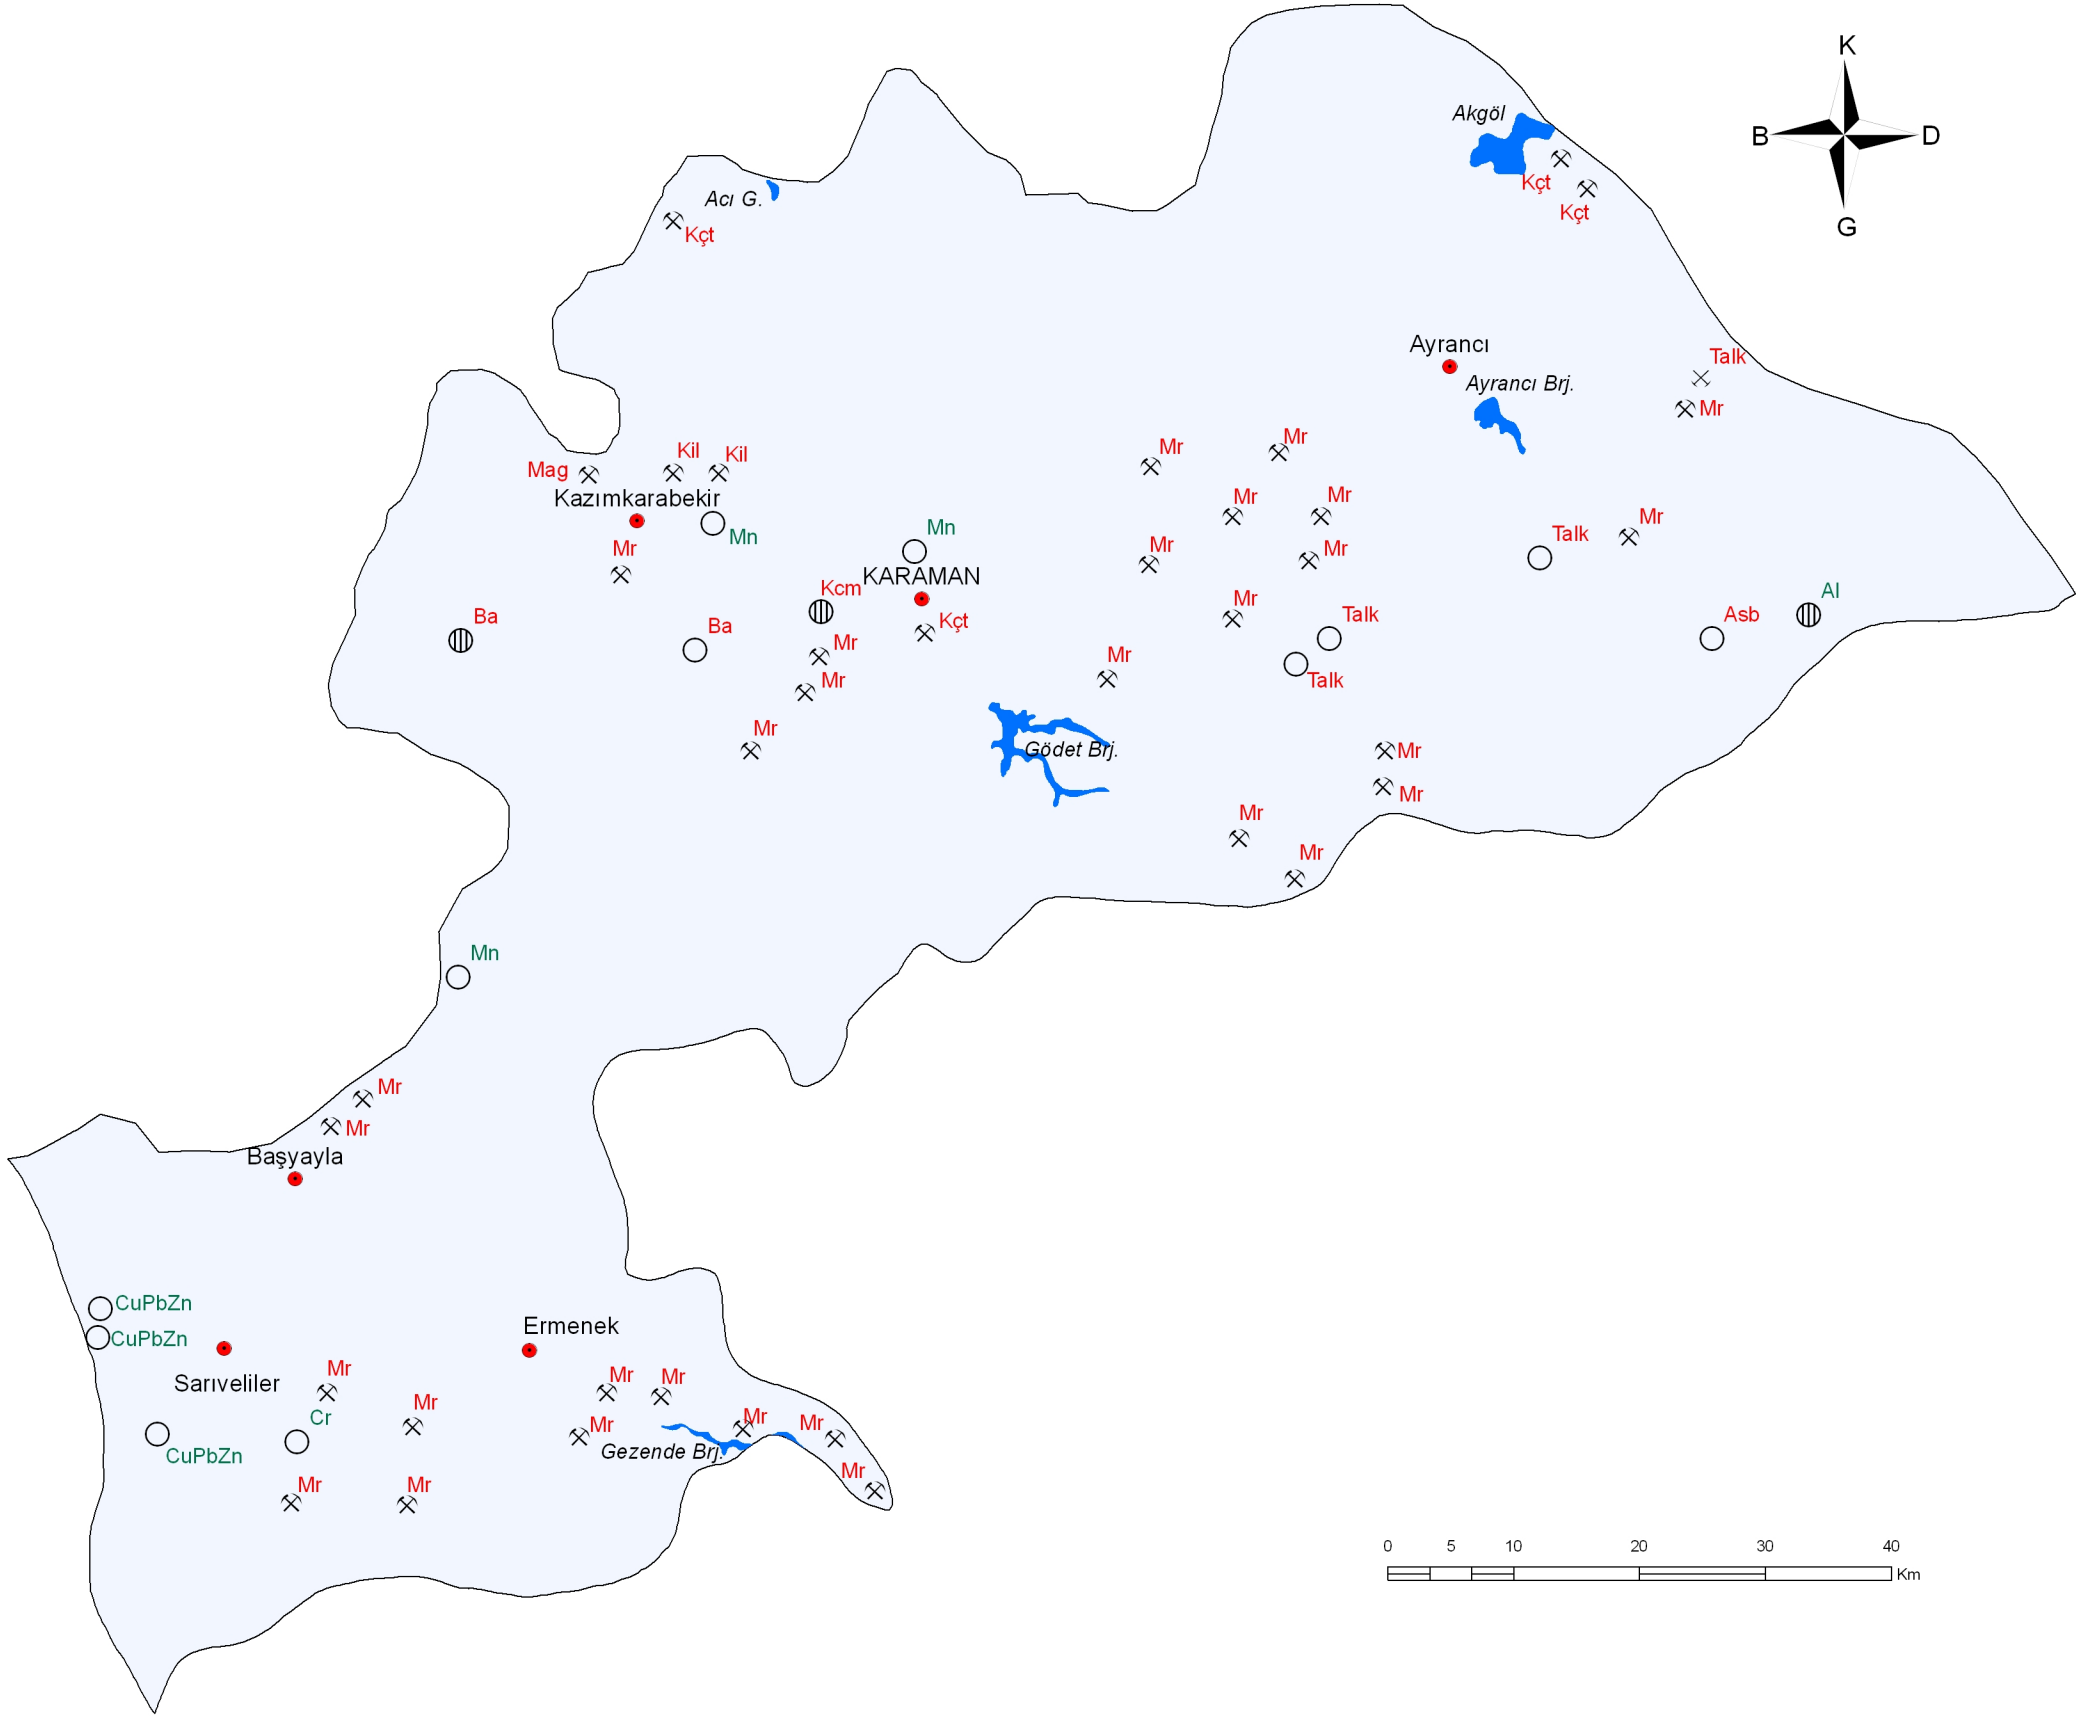 K
Akgöl
B
D
Kçt
Acı G.
Kçt
G
Kçt
Ayrancı
Talk
Ayrancı Brj.
Mr
Mr
Mr
Kil
Kil
Mag
Kazımkarabekir
Mr
Mr
Mr
Mn
Mn
Talk
Mr
Mr
Mr
KARAMAN
Kcm
Al
Mr
Ba
Talk
Asb
Kçt
Ba
Mr
Mr
Mr
Talk
Mr
Gödet Brj.
Mr
Mr
Mr
Mr
Mn
Mr
Mr
Başyayla
CuPbZn
Ermenek
CuPbZn
Mr
Mr
Mr
Sarıveliler
Mr
Cr
Mr
Mr
Mr
Gezende Brj.
CuPbZn
Mr
Mr
Mr
0 5 10 20 30 40
Km